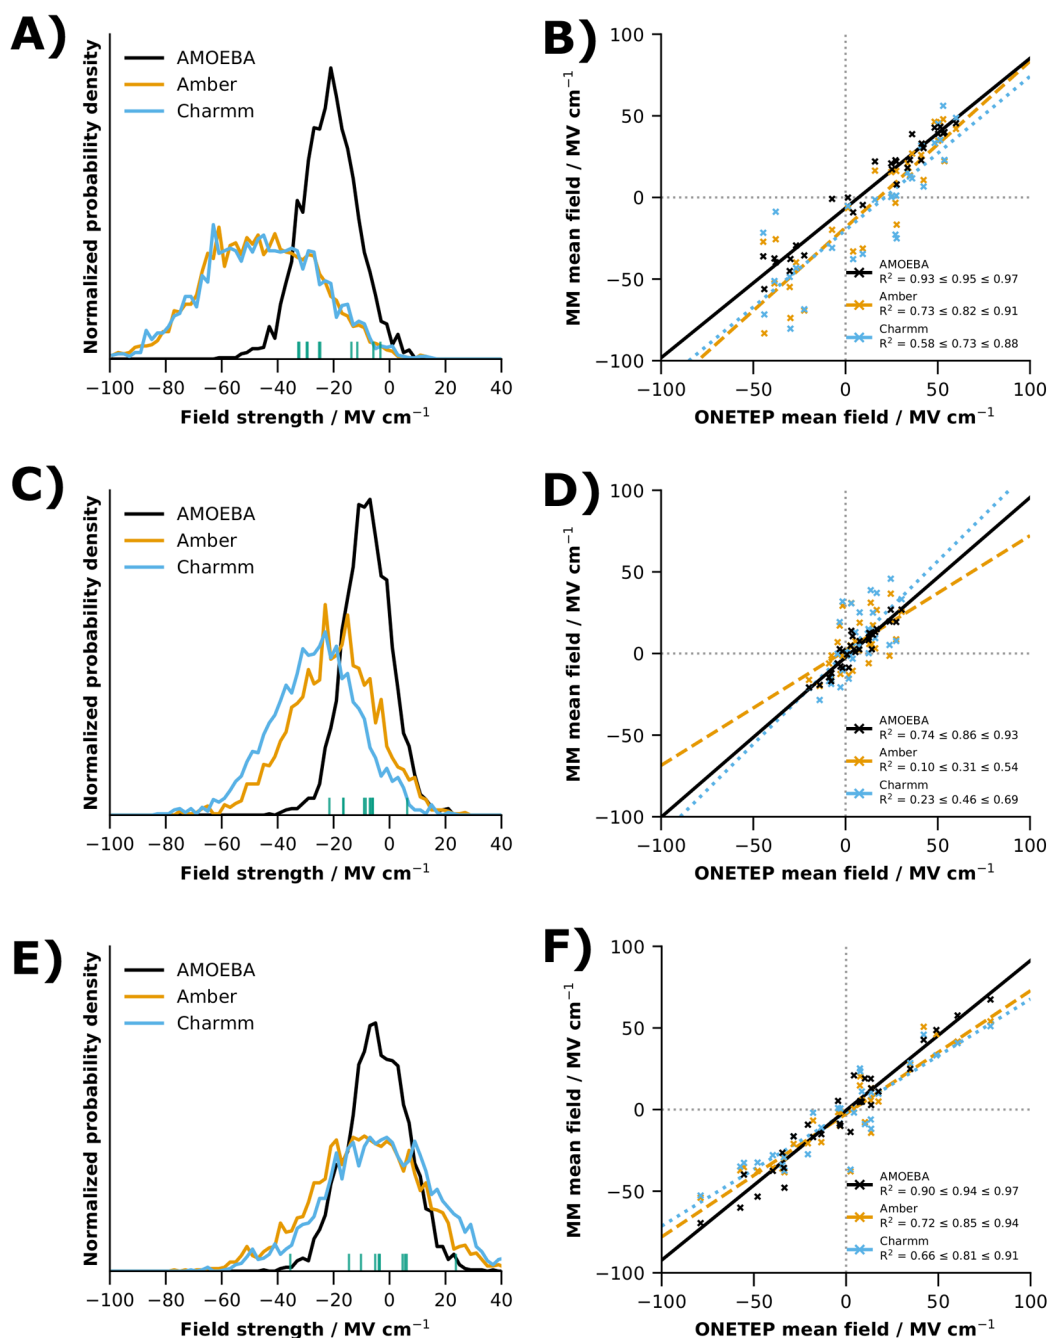 A)
Normalized probability density
AMOEBA
Amber
Charmm
−100 −80 −60 −40 −20 0 20 40
Field strength / MV cm⁻¹
B)
MM mean field / MV cm⁻¹
100
50
0
−50
−100
AMOEBA
R² = 0.93 ≤ 0.95 ≤ 0.97
Amber
R² = 0.73 ≤ 0.82 ≤ 0.91
Charmm
R² = 0.58 ≤ 0.73 ≤ 0.88
−100 −50 0 50 100
ONETEP mean field / MV cm⁻¹
C)
Normalized probability density
AMOEBA
Amber
Charmm
−100 −80 −60 −40 −20 0 20 40
Field strength / MV cm⁻¹
D)
MM mean field / MV cm⁻¹
100
50
0
−50
−100
AMOEBA
R² = 0.74 ≤ 0.86 ≤ 0.93
Amber
R² = 0.10 ≤ 0.31 ≤ 0.54
Charmm
R² = 0.23 ≤ 0.46 ≤ 0.69
−100 −50 0 50 100
ONETEP mean field / MV cm⁻¹
E)
Normalized probability density
AMOEBA
Amber
Charmm
−100 −80 −60 −40 −20 0 20 40
Field strength / MV cm⁻¹
F)
MM mean field / MV cm⁻¹
100
50
0
−50
−100
AMOEBA
R² = 0.90 ≤ 0.94 ≤ 0.97
Amber
R² = 0.72 ≤ 0.85 ≤ 0.94
Charmm
R² = 0.66 ≤ 0.81 ≤ 0.91
−100 −50 0 50 100
ONETEP mean field / MV cm⁻¹